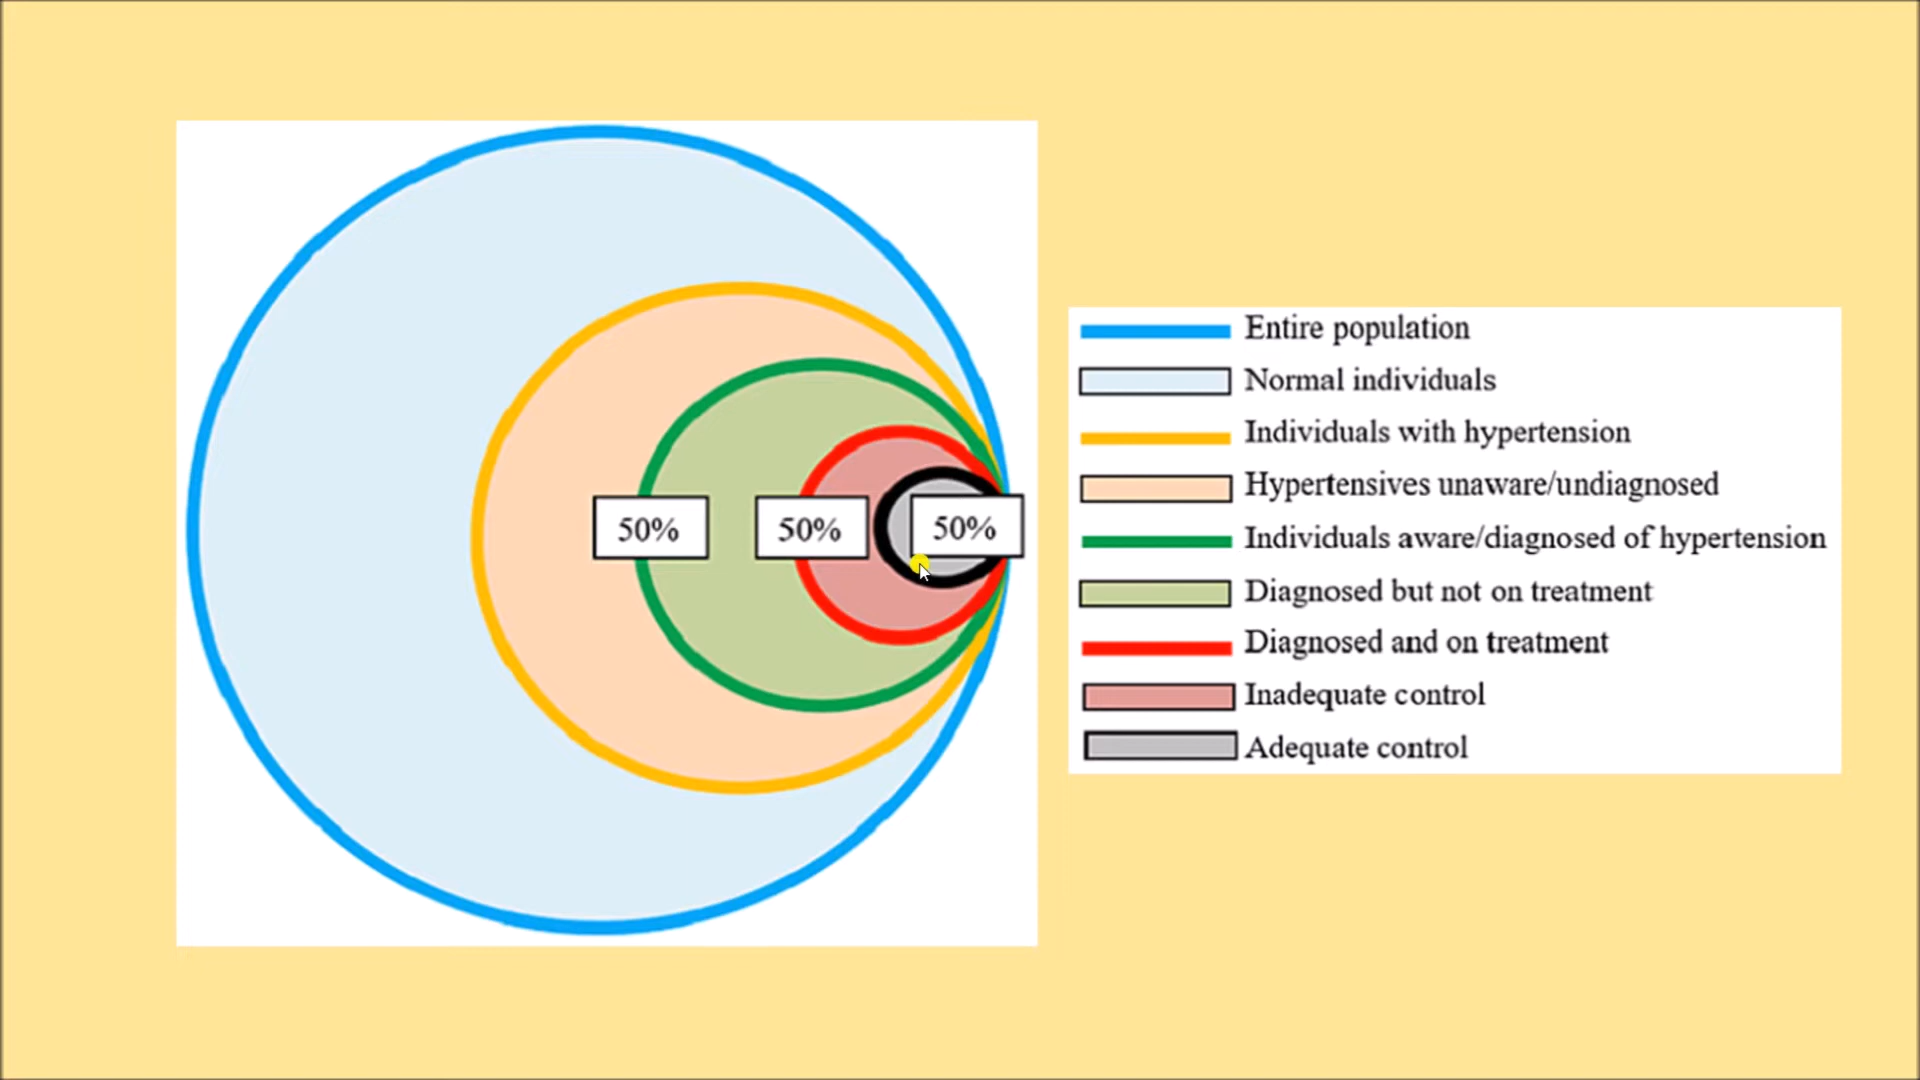 50%
50%
50%
Entire population
Normal individuals
Individuals with hypertension
Hypertensives unaware/undiagnosed
Individuals aware/diagnosed of hypertension
Diagnosed but not on treatment
Diagnosed and on treatment
Inadequate control
Adequate control